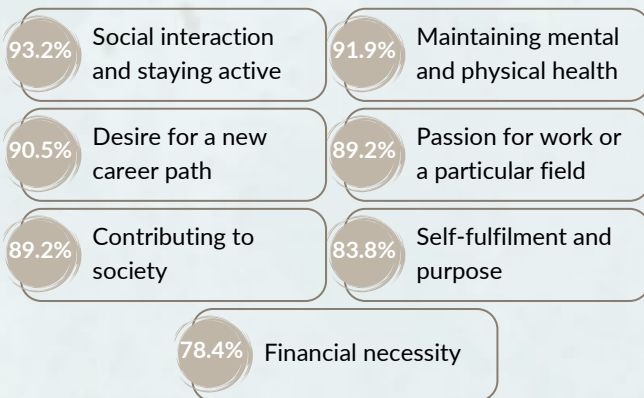 93.2%
Social interaction
and staying active
91.9%
Maintaining mental
and physical health
90.5%
Desire for a new
career path
89.2%
Passion for work or
a particular field
89.2%
Contributing to
society
83.8%
Self-fulfilment and
purpose
78.4%
Financial necessity